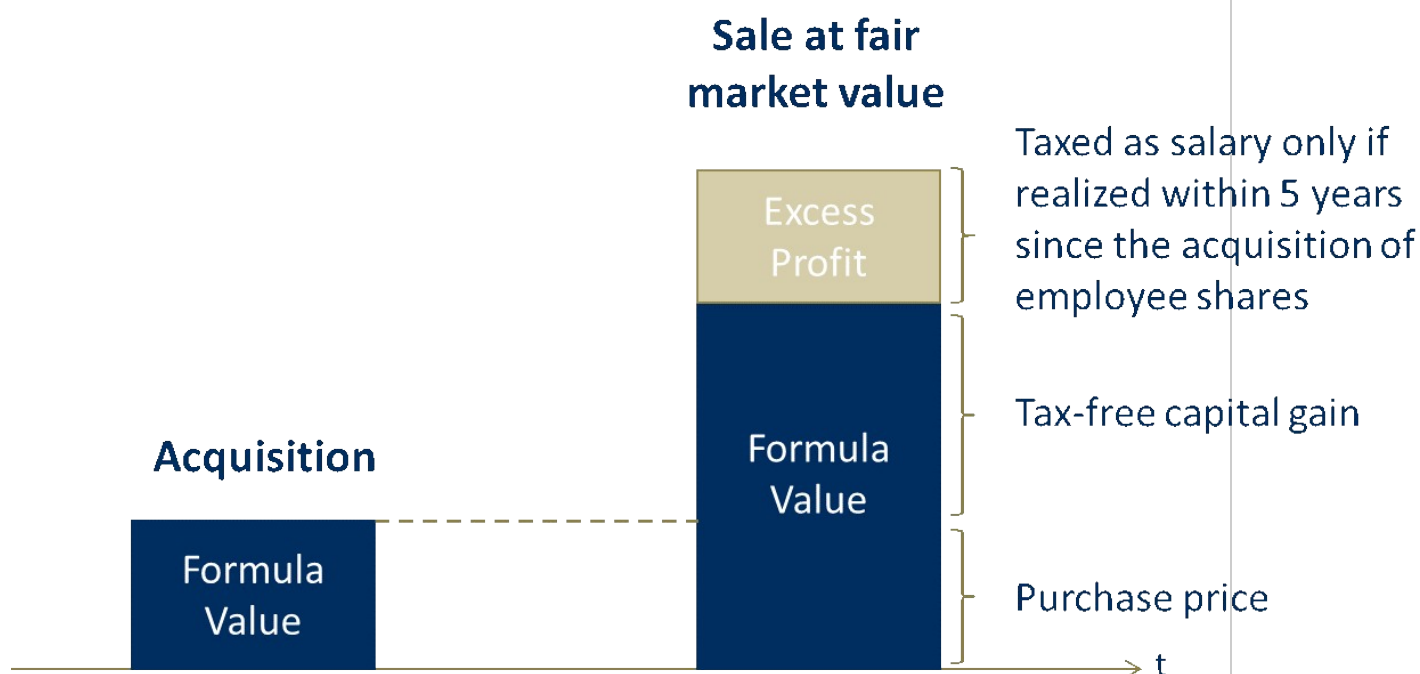 Sale at fair
market value
Taxed as salary only if
realized within 5 years
since the acquisition of
employee shares
Excess
Profit
Tax-free capital gain
Formula
Value
Acquisition
Formula
Value
Purchase price
t